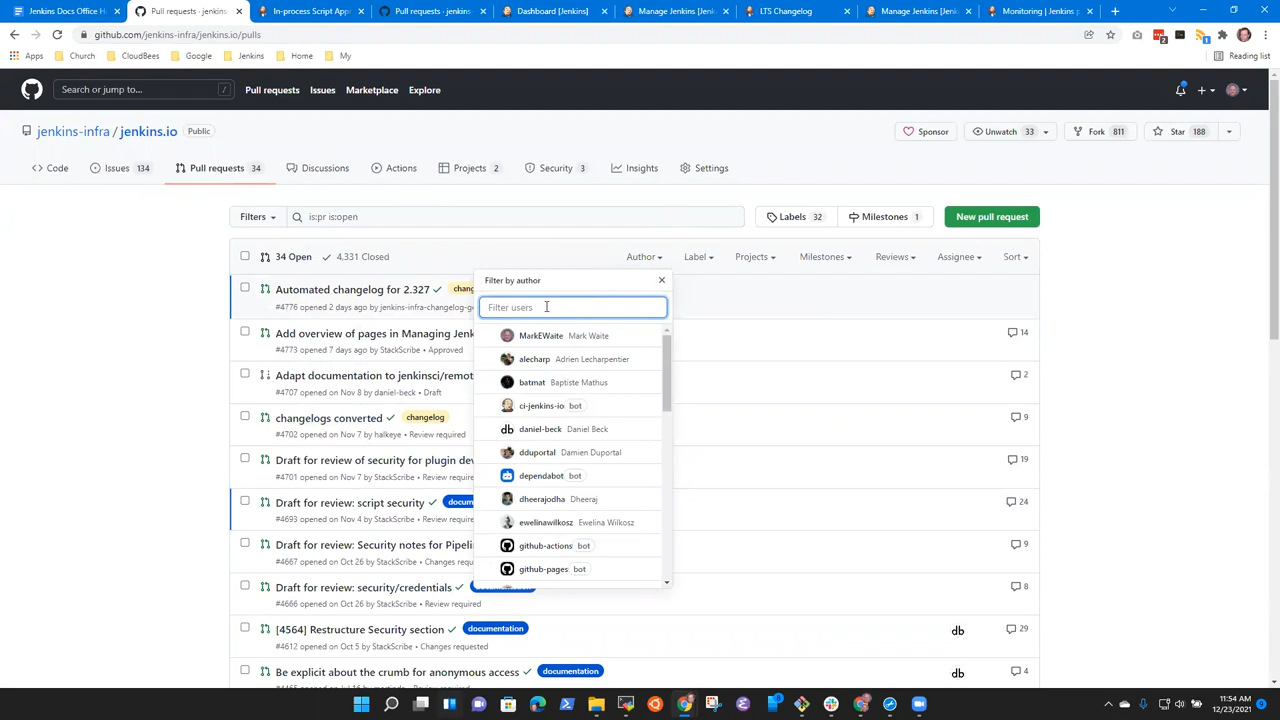 Jenkins Docs Office H
Pull requests · jenkins-
In-process Script Appr
Pull requests · jenkins
Dashboard [Jenkins]
Manage Jenkins [Jenki
LTS Changelog
Manage Jenkins [Jenki
Monitoring | Jenkins p
github.com/jenkins-infra/jenkins.io/pulls
2
1
Apps
Church
CloudBees
Google
Jenkins
Home
My
Reading list
Search or jump to...
/
Pull requests
Issues
Marketplace
Explore
jenkins-infra / jenkins.io
Public
Sponsor
Unwatch 33
Fork 811
Star 188
Code
Issues 134
Pull requests 34
Discussions
Actions
Projects 2
Security 3
Insights
Settings
Filters
is:pr is:open
Labels 32
Milestones 1
New pull request
34 Open
4,331 Closed
Author
Label
Projects
Milestones
Reviews
Assignee
Sort
Filter by author
Filter users
MarkEWaite Mark Waite
alecharp Adrien Lecharpentier
batmat Baptiste Mathus
ci-jenkins-io bot
db daniel-beck Daniel Beck
dduportal Damien Duportal
dependabot bot
dheerajodha Dheeraj
ewelinawilkosz Ewelina Wilkosz
github-actions bot
github-pages bot
Automated changelog for 2.327
#4776 opened 2 days ago by jenkins-infra-changelog-g
Add overview of pages in Managing Jenk
#4773 opened 7 days ago by StackScribe • Approved
14
Adapt documentation to jenkinsci/remot
#4707 opened on Nov 8 by daniel-beck • Draft
2
changelogs converted
changelog
#4702 opened on Nov 7 by halkeye • Review required
9
Draft for review of security for plugin dev
#4701 opened on Nov 7 by StackScribe • Review required
19
Draft for review: script security
#4693 opened on Nov 4 by StackScribe • Review required
24
Draft for review: Security notes for Pipelin
#4667 opened on Oct 26 by StackScribe • Changes requ
9
Draft for review: security/credentials
#4666 opened on Oct 26 by StackScribe • Review required
8
[4564] Restructure Security section
documentation
#4612 opened on Oct 5 by StackScribe • Changes requested
db
29
Be explicit about the crumb for anonymous access
documentation
db
4
11:54 AM
12/23/2021